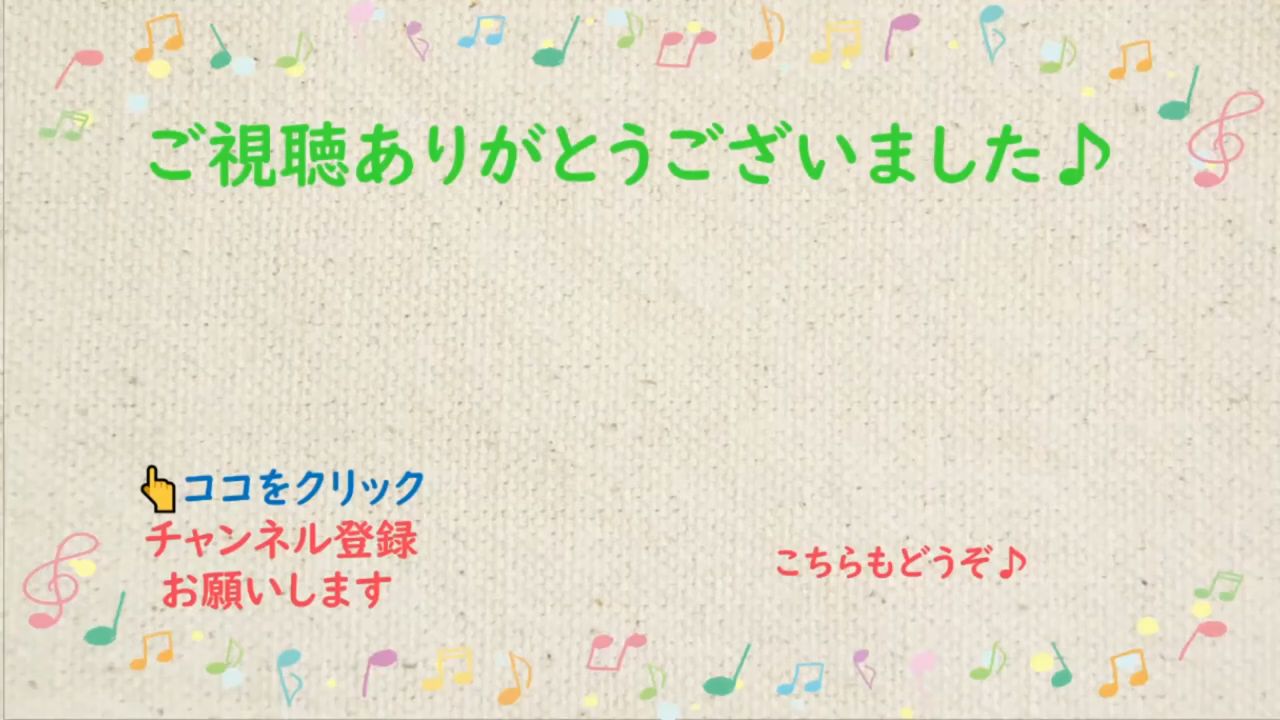 ご視聴ありがとうございました♪
👆ココをクリック
チャンネル登録
お願いします
こちらもどうぞ♪